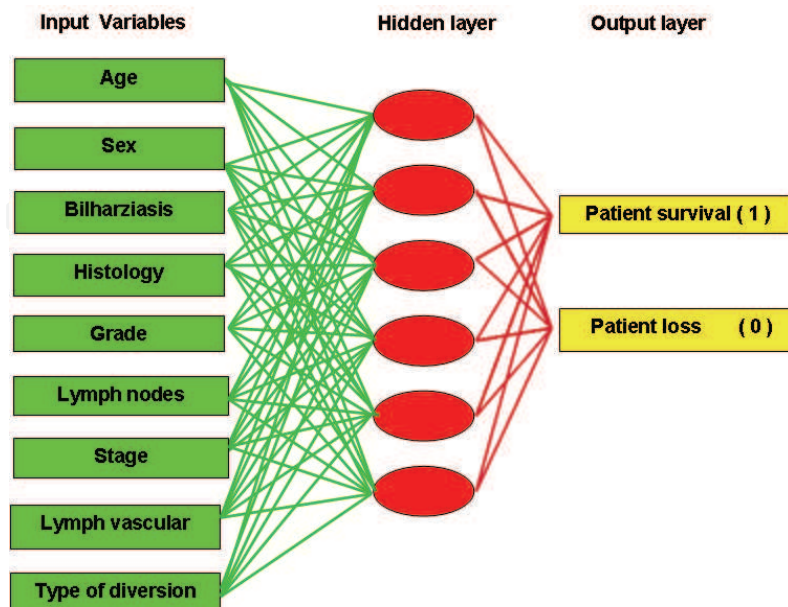 Input Variables
Hidden layer
Output layer
Age
Sex
Bilharziasis
Histology
Grade
Lymph nodes
Stage
Lymph vascular
Type of diversion
Patient survival ( 1 )
Patient loss ( 0 )